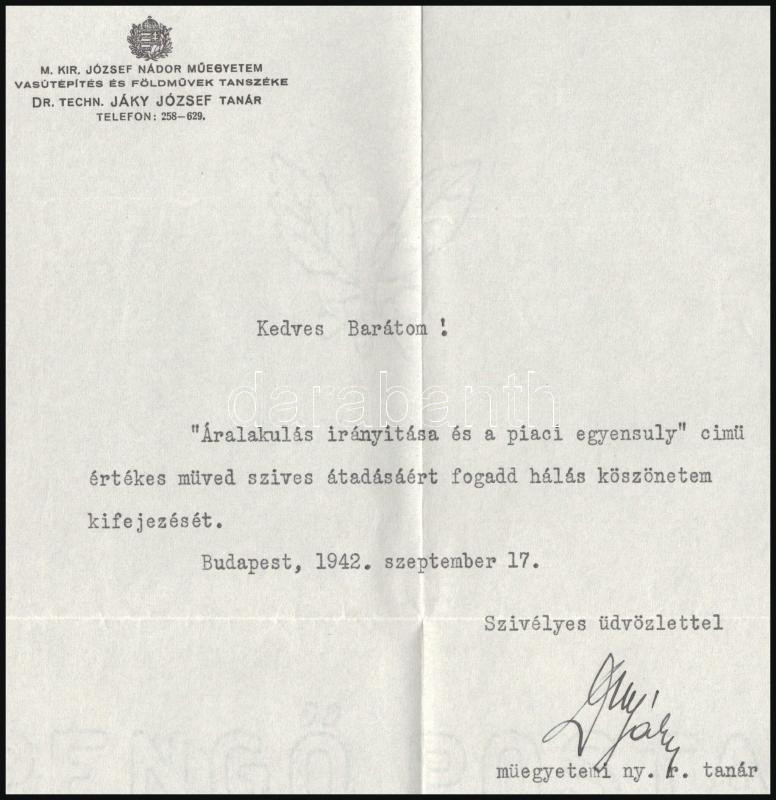 M. KIR. JÓZSEF NÁDOR MŰEGYETEM
VASÚTÉPÍTÉS ÉS FÖLDMŰVEK TANSZÉKE
DR. TECHN. JÁKY JÓZSEF TANÁR
TELEFON: 258–629.
Kedves Barátom !
darabanth
"Áralakulás irányitása és a piaci egyensuly" cimü
értékes müved szives átadásáért fogadd hálás köszönetem
kifejezését.
Budapest, 1942. szeptember 17.
Szivélyes üdvözlettel
Jáky
müegyetemi ny. r. tanár